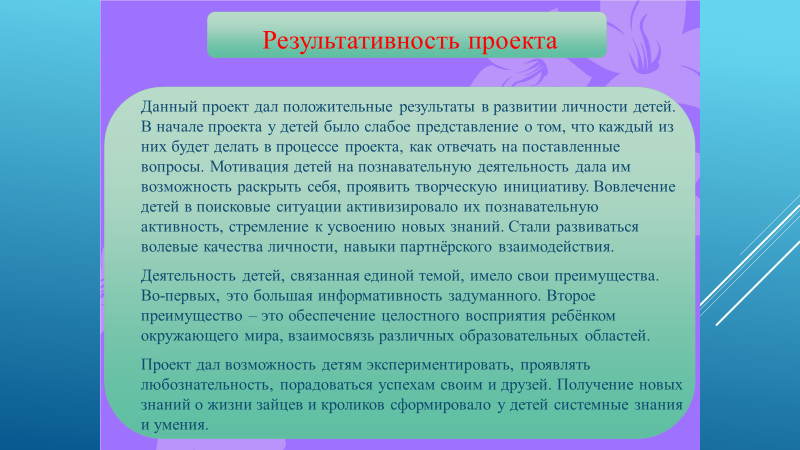 Результативность проекта
Данный проект дал положительные результаты в развитии личности детей.
В начале проекта у детей было слабое представление о том, что каждый из
них будет делать в процессе проекта, как отвечать на поставленные
вопросы. Мотивация детей на познавательную деятельность дала им
возможность раскрыть себя, проявить творческую инициативу. Вовлечение
детей в поисковые ситуации активизировало их познавательную
активность, стремление к усвоению новых знаний. Стали развиваться
волевые качества личности, навыки партнёрского взаимодействия.
Деятельность детей, связанная единой темой, имело свои преимущества.
Во-первых, это большая информативность задуманного. Второе
преимущество – это обеспечение целостного восприятия ребёнком
окружающего мира, взаимосвязь различных образовательных областей.
Проект дал возможность детям экспериментировать, проявлять
любознательность, порадоваться успехам своим и друзей. Получение новых
знаний о жизни зайцев и кроликов сформировало у детей системные знания
и умения.